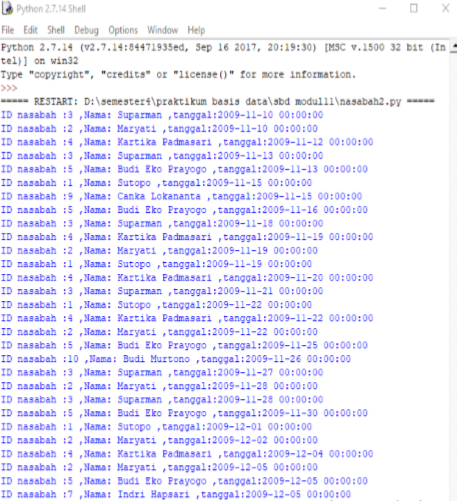 Python 2.7.14 Shell
File Edit Shell Debug Options Window Help
Python 2.7.14 (v2.7.14:84471935ed, Sep 16 2017, 20:19:30) [MSC v.1500 32 bit (In
tel)] on win32
Type "copyright", "credits" or "license()" for more information.
>>>
===== RESTART: D:\semester4\praktikum basis data\sbd modul11\nasabah2.py =====
ID nasabah :3 ,Nama: Suparman ,tanggal:2009-11-10 00:00:00
ID nasabah :2 ,Nama: Maryati ,tanggal:2009-11-10 00:00:00
ID nasabah :4 ,Nama: Kartika Padmasari ,tanggal:2009-11-12 00:00:00
ID nasabah :3 ,Nama: Suparman ,tanggal:2009-11-13 00:00:00
ID nasabah :5 ,Nama: Budi Eko Prayogo ,tanggal:2009-11-13 00:00:00
ID nasabah :1 ,Nama: Sutopo ,tanggal:2009-11-15 00:00:00
ID nasabah :9 ,Nama: Canka Lokananta ,tanggal:2009-11-15 00:00:00
ID nasabah :5 ,Nama: Budi Eko Prayogo ,tanggal:2009-11-16 00:00:00
ID nasabah :3 ,Nama: Suparman ,tanggal:2009-11-18 00:00:00
ID nasabah :4 ,Nama: Kartika Padmasari ,tanggal:2009-11-19 00:00:00
ID nasabah :2 ,Nama: Maryati ,tanggal:2009-11-19 00:00:00
ID nasabah :1 ,Nama: Sutopo ,tanggal:2009-11-19 00:00:00
ID nasabah :4 ,Nama: Kartika Padmasari ,tanggal:2009-11-20 00:00:00
ID nasabah :3 ,Nama: Suparman ,tanggal:2009-11-21 00:00:00
ID nasabah :1 ,Nama: Sutopo ,tanggal:2009-11-22 00:00:00
ID nasabah :4 ,Nama: Kartika Padmasari ,tanggal:2009-11-22 00:00:00
ID nasabah :2 ,Nama: Maryati ,tanggal:2009-11-22 00:00:00
ID nasabah :5 ,Nama: Budi Eko Prayogo ,tanggal:2009-11-25 00:00:00
ID nasabah :10 ,Nama: Budi Murtono ,tanggal:2009-11-26 00:00:00
ID nasabah :3 ,Nama: Suparman ,tanggal:2009-11-27 00:00:00
ID nasabah :2 ,Nama: Maryati ,tanggal:2009-11-28 00:00:00
ID nasabah :3 ,Nama: Suparman ,tanggal:2009-11-28 00:00:00
ID nasabah :5 ,Nama: Budi Eko Prayogo ,tanggal:2009-11-30 00:00:00
ID nasabah :1 ,Nama: Sutopo ,tanggal:2009-12-01 00:00:00
ID nasabah :2 ,Nama: Maryati ,tanggal:2009-12-02 00:00:00
ID nasabah :4 ,Nama: Kartika Padmasari ,tanggal:2009-12-04 00:00:00
ID nasabah :2 ,Nama: Maryati ,tanggal:2009-12-05 00:00:00
ID nasabah :5 ,Nama: Budi Eko Prayogo ,tanggal:2009-12-05 00:00:00
ID nasabah :7 ,Nama: Indri Hapsari ,tanggal:2009-12-05 00:00:00